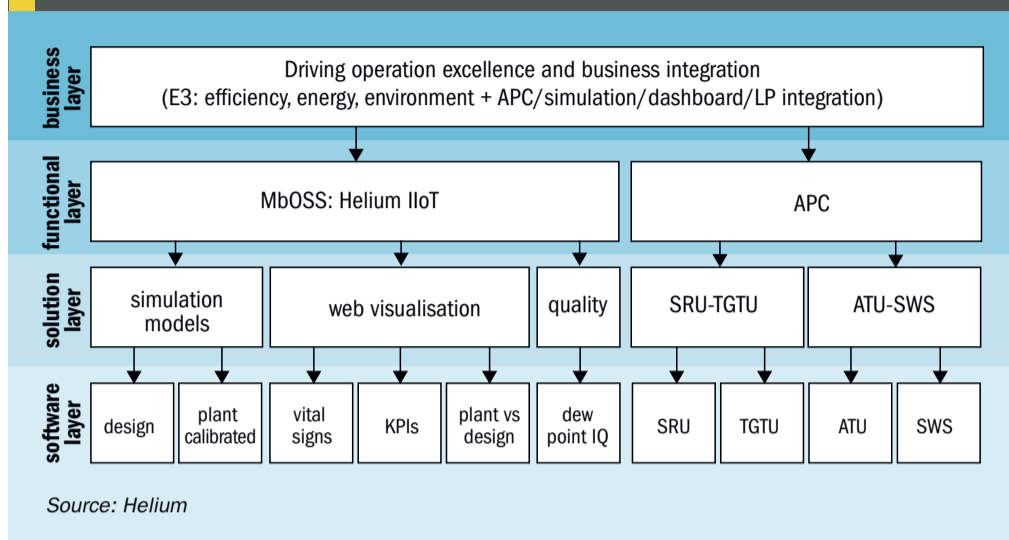 business
layer
Driving operation excellence and business integration
(E3: efficiency, energy, environment + APC/simulation/dashboard/LP integration)
functional
layer
MbOSS: Helium IIoT
APC
solution
layer
simulation
models
web visualisation
quality
SRU-TGTU
ATU-SWS
software
layer
design
plant
calibrated
vital
signs
KPIs
plant vs
design
dew
point IQ
SRU
TGTU
ATU
SWS
Source: Helium